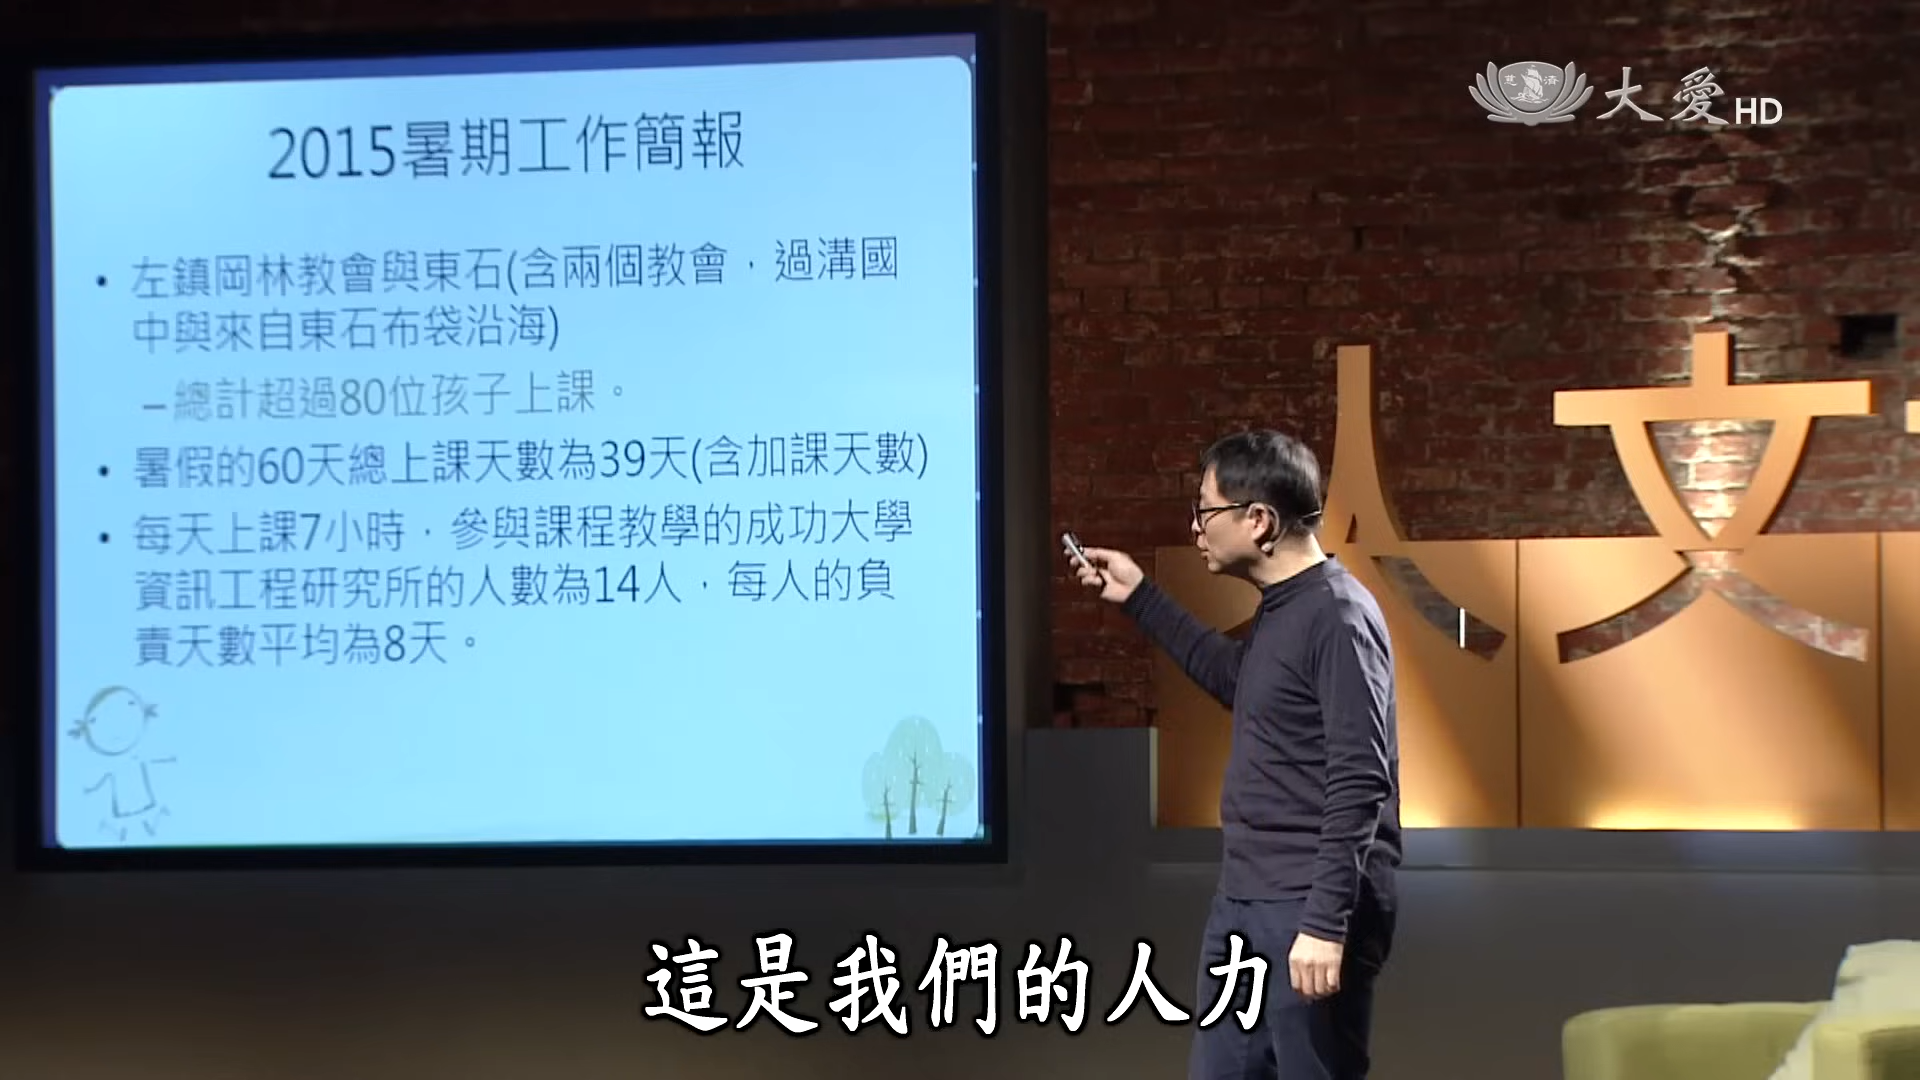 2015暑期工作簡報
• 左鎮岡林教會與東石(含兩個教會，過溝國
中與來自東石布袋沿海)
–總計超過80位孩子上課。
• 暑假的60天總上課天數為39天(含加課天數)
• 每天上課7小時，參與課程教學的成功大學
資訊工程研究所的人數為14人，每人的負
責天數平均為8天。
慈濟
大愛HD
人文
這是我們的人力